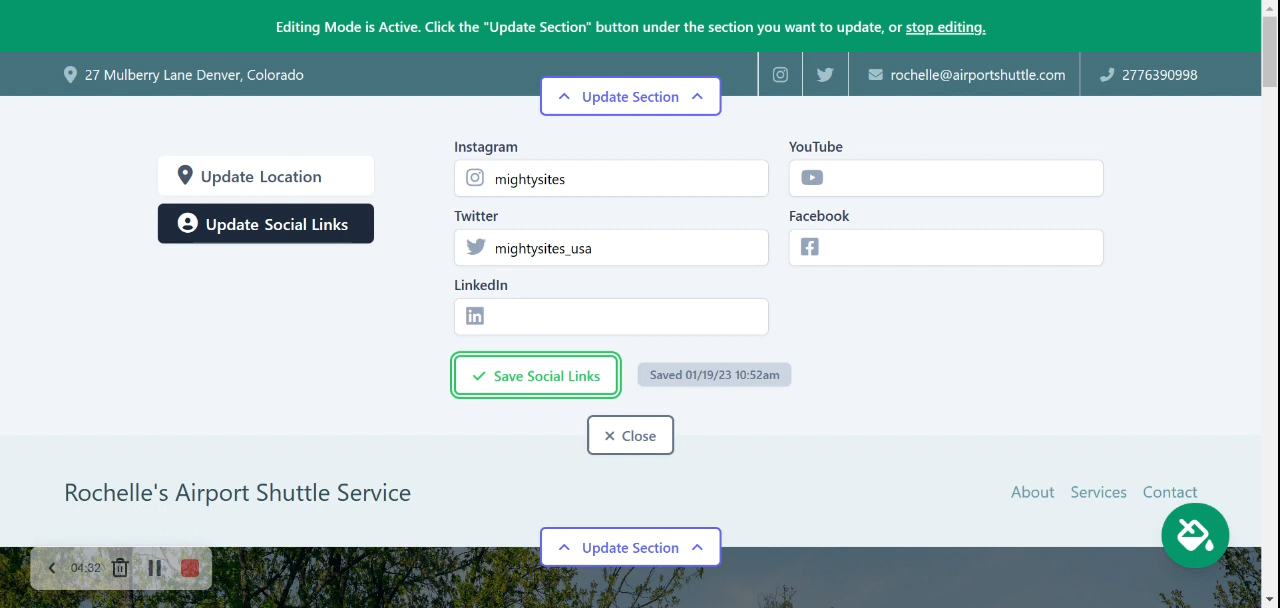 Editing Mode is Active. Click the "Update Section" button under the section you want to update, or stop editing.
27 Mulberry Lane Denver, Colorado
rochelle@airportshuttle.com
2776390998
Update Section
Update Location
Update Social Links
Instagram
mightysites
YouTube
Twitter
mightysites_usa
Facebook
LinkedIn
Save Social Links
Saved 01/19/23 10:52am
Close
Rochelle's Airport Shuttle Service
About
Services
Contact
Update Section
04:32